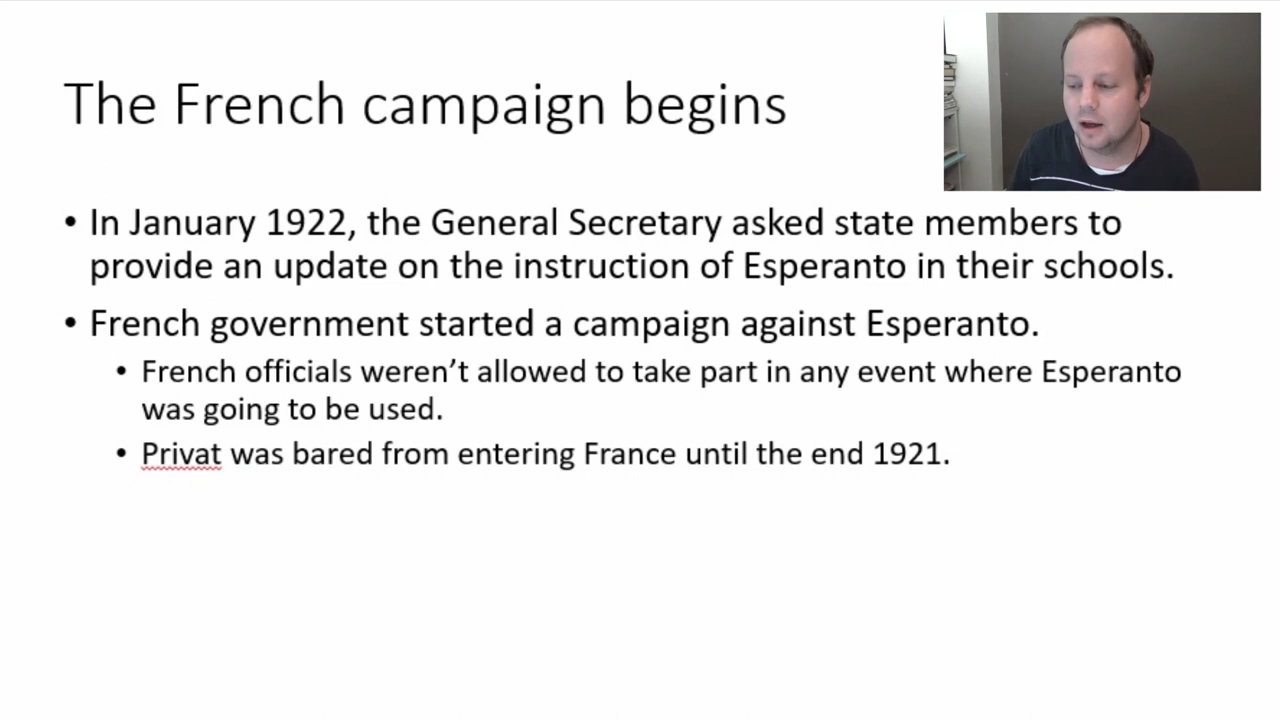 The French campaign begins
• In January 1922, the General Secretary asked state members to
provide an update on the instruction of Esperanto in their schools.
• French government started a campaign against Esperanto.
• French officials weren’t allowed to take part in any event where Esperanto
was going to be used.
• Privat was bared from entering France until the end 1921.